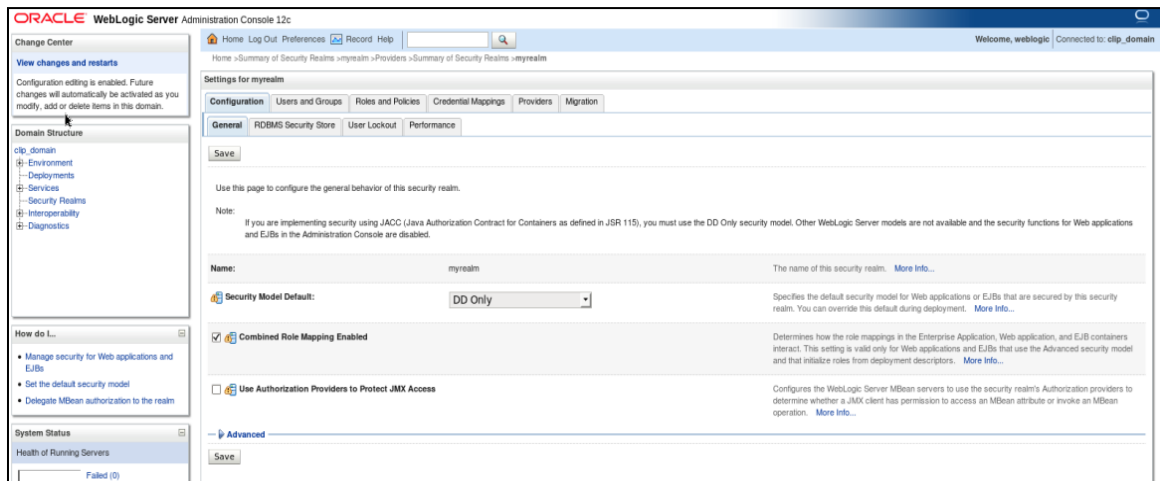 ORACLE WebLogic Server Administration Console 12c
Change Center
View changes and restarts
Configuration editing is enabled. Future
changes will automatically be activated as you
modify, add or delete items in this domain.
Domain Structure
clip_domain
Environment
Deployments
Services
Security Realms
Interoperability
Diagnostics
How do I...
Manage security for Web applications and
EJBs
Set the default security model
Delegate MBean authorization to the realm
System Status
Health of Running Servers
Failed (0)
Home Log Out Preferences Record Help
Welcome, weblogic Connected to: clip_domain
Home >Summary of Security Realms >myrealm >Providers >Summary of Security Realms >myrealm
Settings for myrealm
Configuration Users and Groups Roles and Policies Credential Mappings Providers Migration
General RDBMS Security Store User Lockout Performance
Save
Use this page to configure the general behavior of this security realm.
Note:
If you are implementing security using JACC (Java Authorization Contract for Containers as defined in JSR 115), you must use the DD Only security model. Other WebLogic Server models are not available and the security functions for Web applications
and EJBs in the Administration Console are disabled.
Name: myrealm The name of this security realm. More Info...
Security Model Default: DD Only Specifies the default security model for Web applications or EJBs that are secured by this security
realm. You can override this default during deployment. More Info...
Combined Role Mapping Enabled Determines how the role mappings in the Enterprise Application, Web application, and EJB containers
interact. This setting is valid only for Web applications and EJBs that use the Advanced security model
and that initialize roles from deployment descriptors. More Info...
Use Authorization Providers to Protect JMX Access Configures the WebLogic Server MBean servers to use the security realm's Authorization providers to
determine whether a JMX client has permission to access an MBean attribute or invoke an MBean
operation. More Info...
Advanced
Save